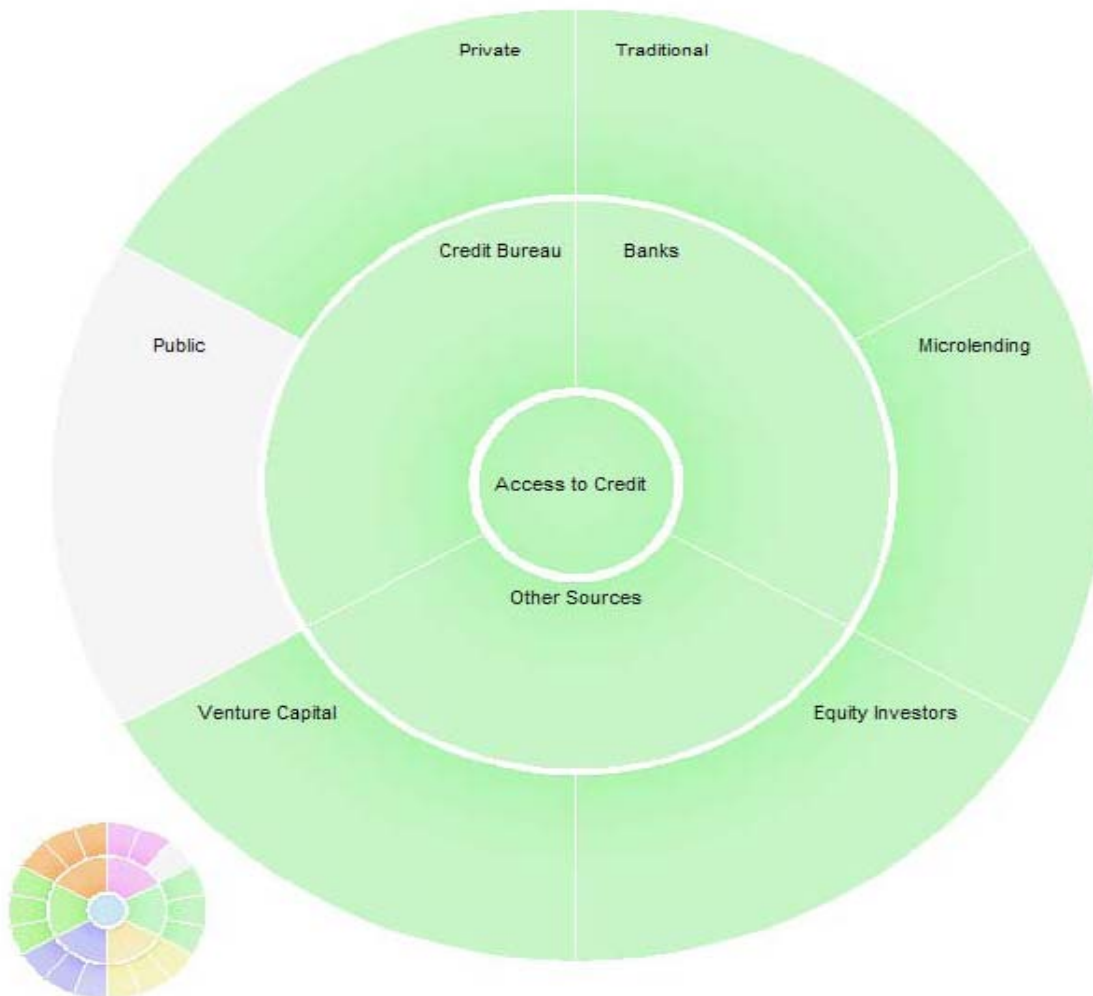 Private
Traditional
Credit Bureau
Banks
Public
Microlending
Access to Credit
Other Sources
Venture Capital
Equity Investors